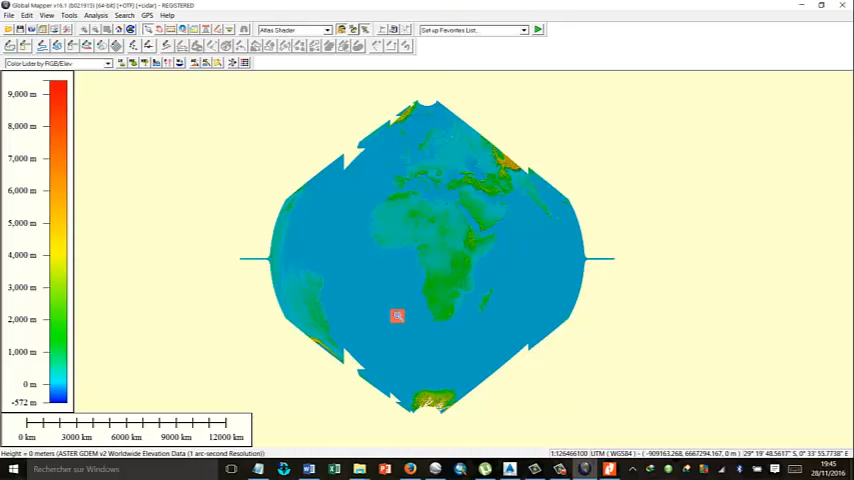 Global Mapper v16.1 (b021915) [64-bit] [+OTF] [+Lidar] - REGISTERED
File Edit View Tools Analysis Search GPS Help
Atlas Shader
Set up Favorites List...
Color Lidar by RGB/Elev
9,000 m
8,000 m
7,000 m
6,000 m
5,000 m
4,000 m
3,000 m
2,000 m
1,000 m
0 m
-572 m
0 km 3000 km 6000 km 9000 km 12000 km
Height = 0 meters (ASTER GDEM v2 Worldwide Elevation Data (1 arc-second Resolution) 1:126466100 UTM (WGS84) - (-909163.268, 6667294.167, 0 m) 29° 19' 48.5617" S, 0° 33' 55.7738" E
Rechercher sur Windows
19:45
28/11/2016